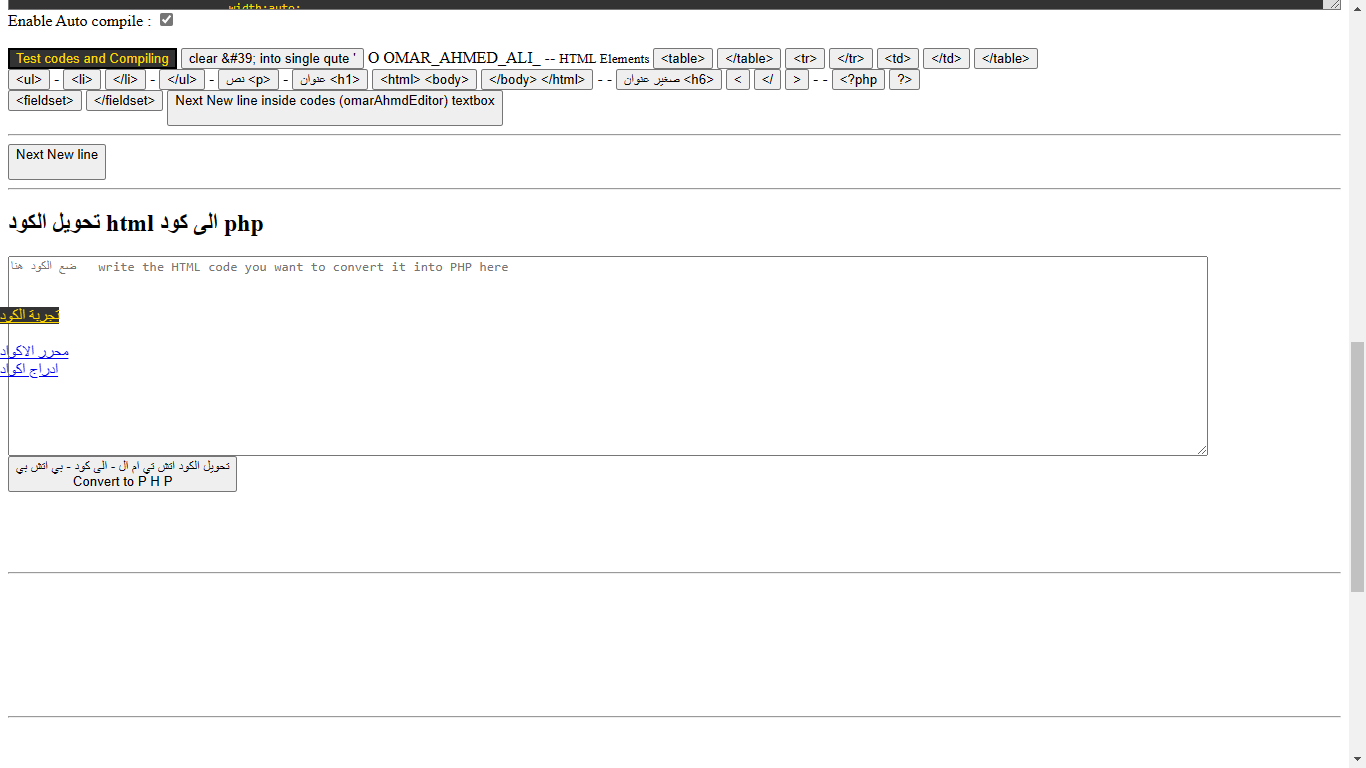 width:auto;
Enable Auto compile :
Test codes and Compiling clear &#39; into single qute ' O OMAR_AHMED_ALI_ -- HTML Elements <table> </table> <tr> </tr> <td> </td> </table>
<ul> - <li> </li> - </ul> - نص <p> - عنوان <h1> <html> <body> </body> </html> - - صغير عنوان <h6> < </ > - - <?php ?>
<fieldset> </fieldset> Next New line inside codes (omarAhmdEditor) textbox
Next New line
تحويل الكود html الى كود php
ضع الكود هنا write the HTML code you want to convert it into PHP here
تجربة الكود
محرر الاكواد
ادراج اكواد
تحويل الكود اتش تي ام ال - الى كود - بي اتش بي
Convert to P H P